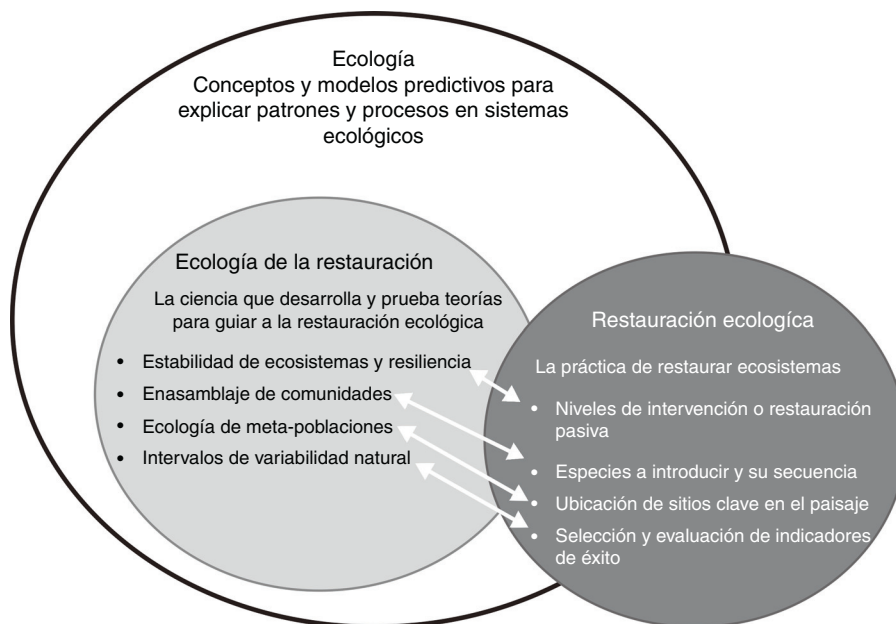 Ecología
Conceptos y modelos predictivos para
explicar patrones y procesos en sistemas
ecológicos
Ecología de la restauración
La ciencia que desarrolla y prueba teorías
para guiar a la restauración ecológica
• Estabilidad de ecosistemas y resiliencia
• Enasamblaje de comunidades
• Ecología de meta-poblaciones
• Intervalos de variabilidad natural
Restauración ecologíca
La práctica de restaurar ecosistemas
• Niveles de intervención o restauración
pasiva
• Especies a introducir y su secuencia
• Ubicación de sitios clave en el paisaje
• Selección y evaluación de indicadores
de éxito